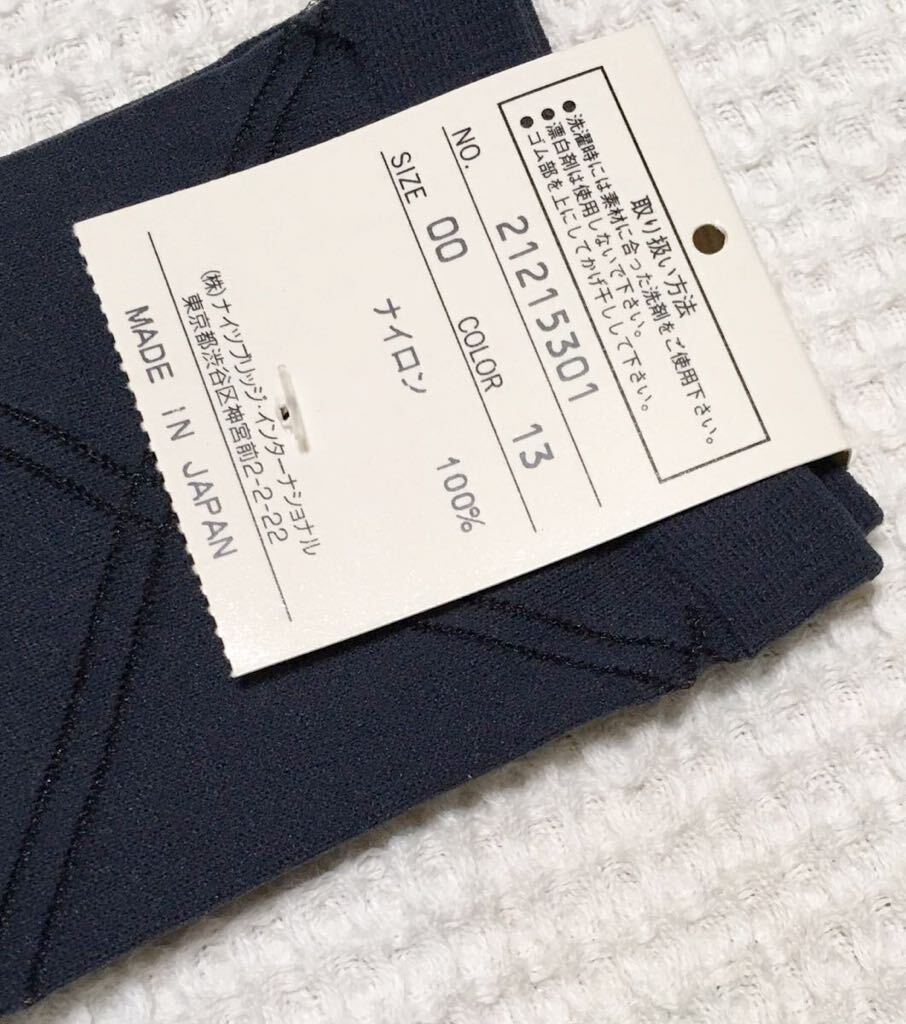 取り扱い方法
●洗濯時には素材に合った洗剤をご使用下さい。
●漂白剤は使用しないで下さい。
●ゴム部を上にしてかげ干しして下さい。
NO. 21215301
SIZE 00 COLOR 13
ナイロン 100%
(株)ナイツブリッジ・インターナショナル
東京都渋谷区神宮前2-2-22
MADE IN JAPAN